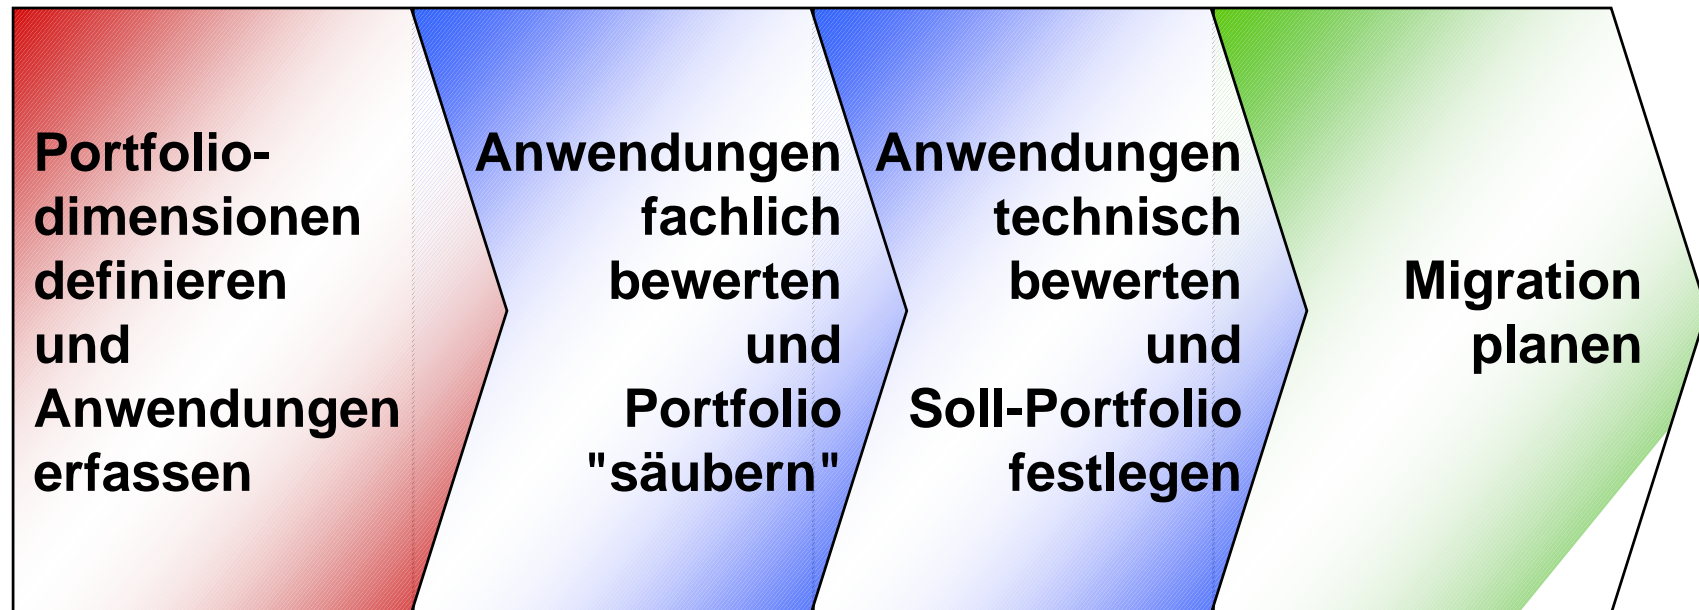 Portfolio-
dimensionen
definieren
und
Anwendungen
erfassen
Anwendungen
fachlich
bewerten
und
Portfolio
"säubern"
Anwendungen
technisch
bewerten
und
Soll-Portfolio
festlegen
Migration
planen